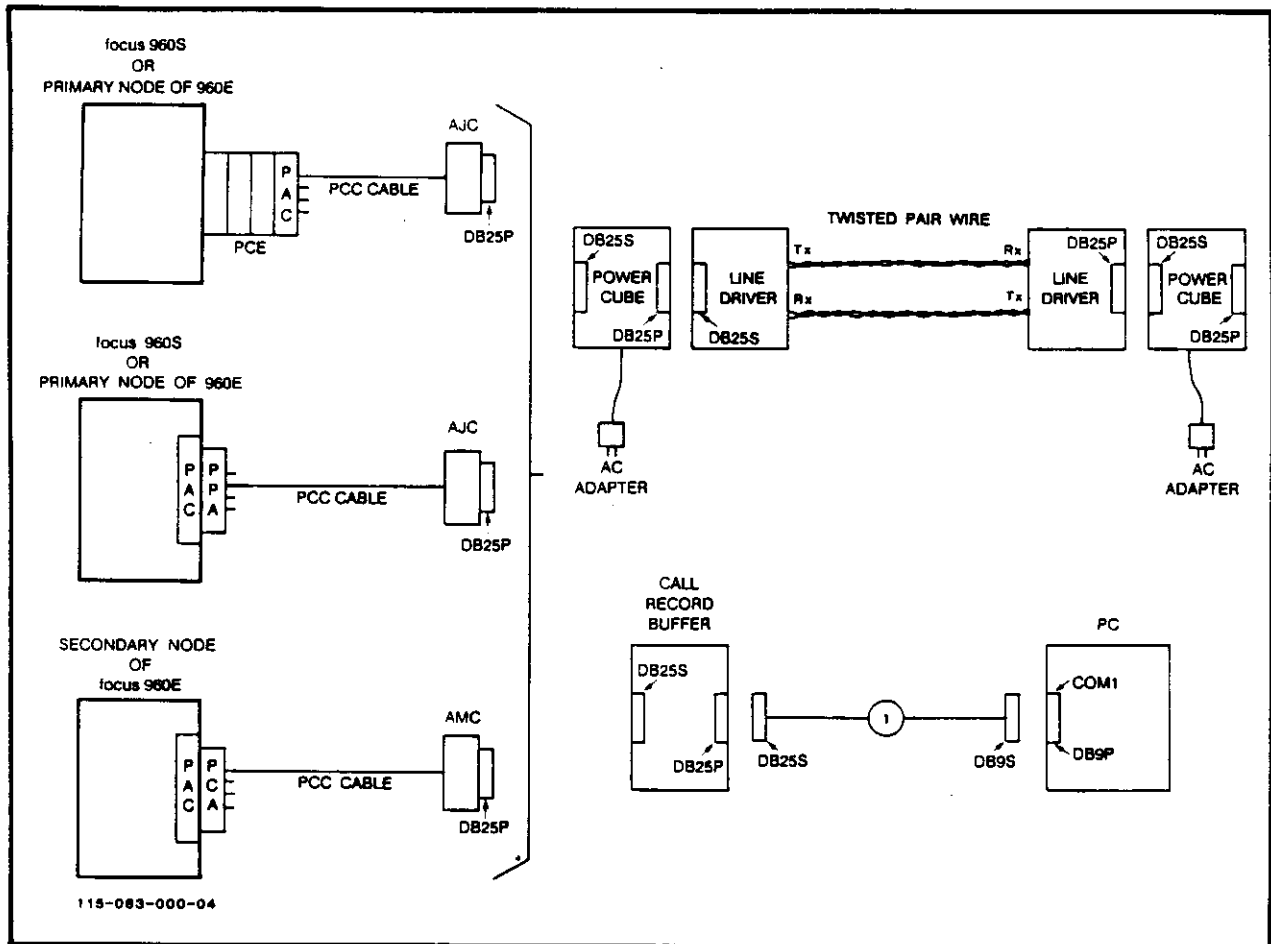 focus 960S
OR
PRIMARY NODE OF 960E
AJC
P
A
C
PCC CABLE
PCE
DB25P
focus 960S
OR
PRIMARY NODE OF 960E
AJC
P
A
C
P
P
A
PCC CABLE
DB25P
SECONDARY NODE
OF
focus 960E
AMC
P
A
C
P
C
A
PCC CABLE
DB25P
115-083-000-04
TWISTED PAIR WIRE
DB25S
POWER
CUBE
DB25P
LINE
DRIVER
DB25S
Tx
Rx
Rx
Tx
DB25P
LINE
DRIVER
DB25S
POWER
CUBE
DB25P
AC
ADAPTER
AC
ADAPTER
CALL
RECORD
BUFFER
DB25S
DB25P
DB25S
1
DB9S
PC
COM1
DB9P